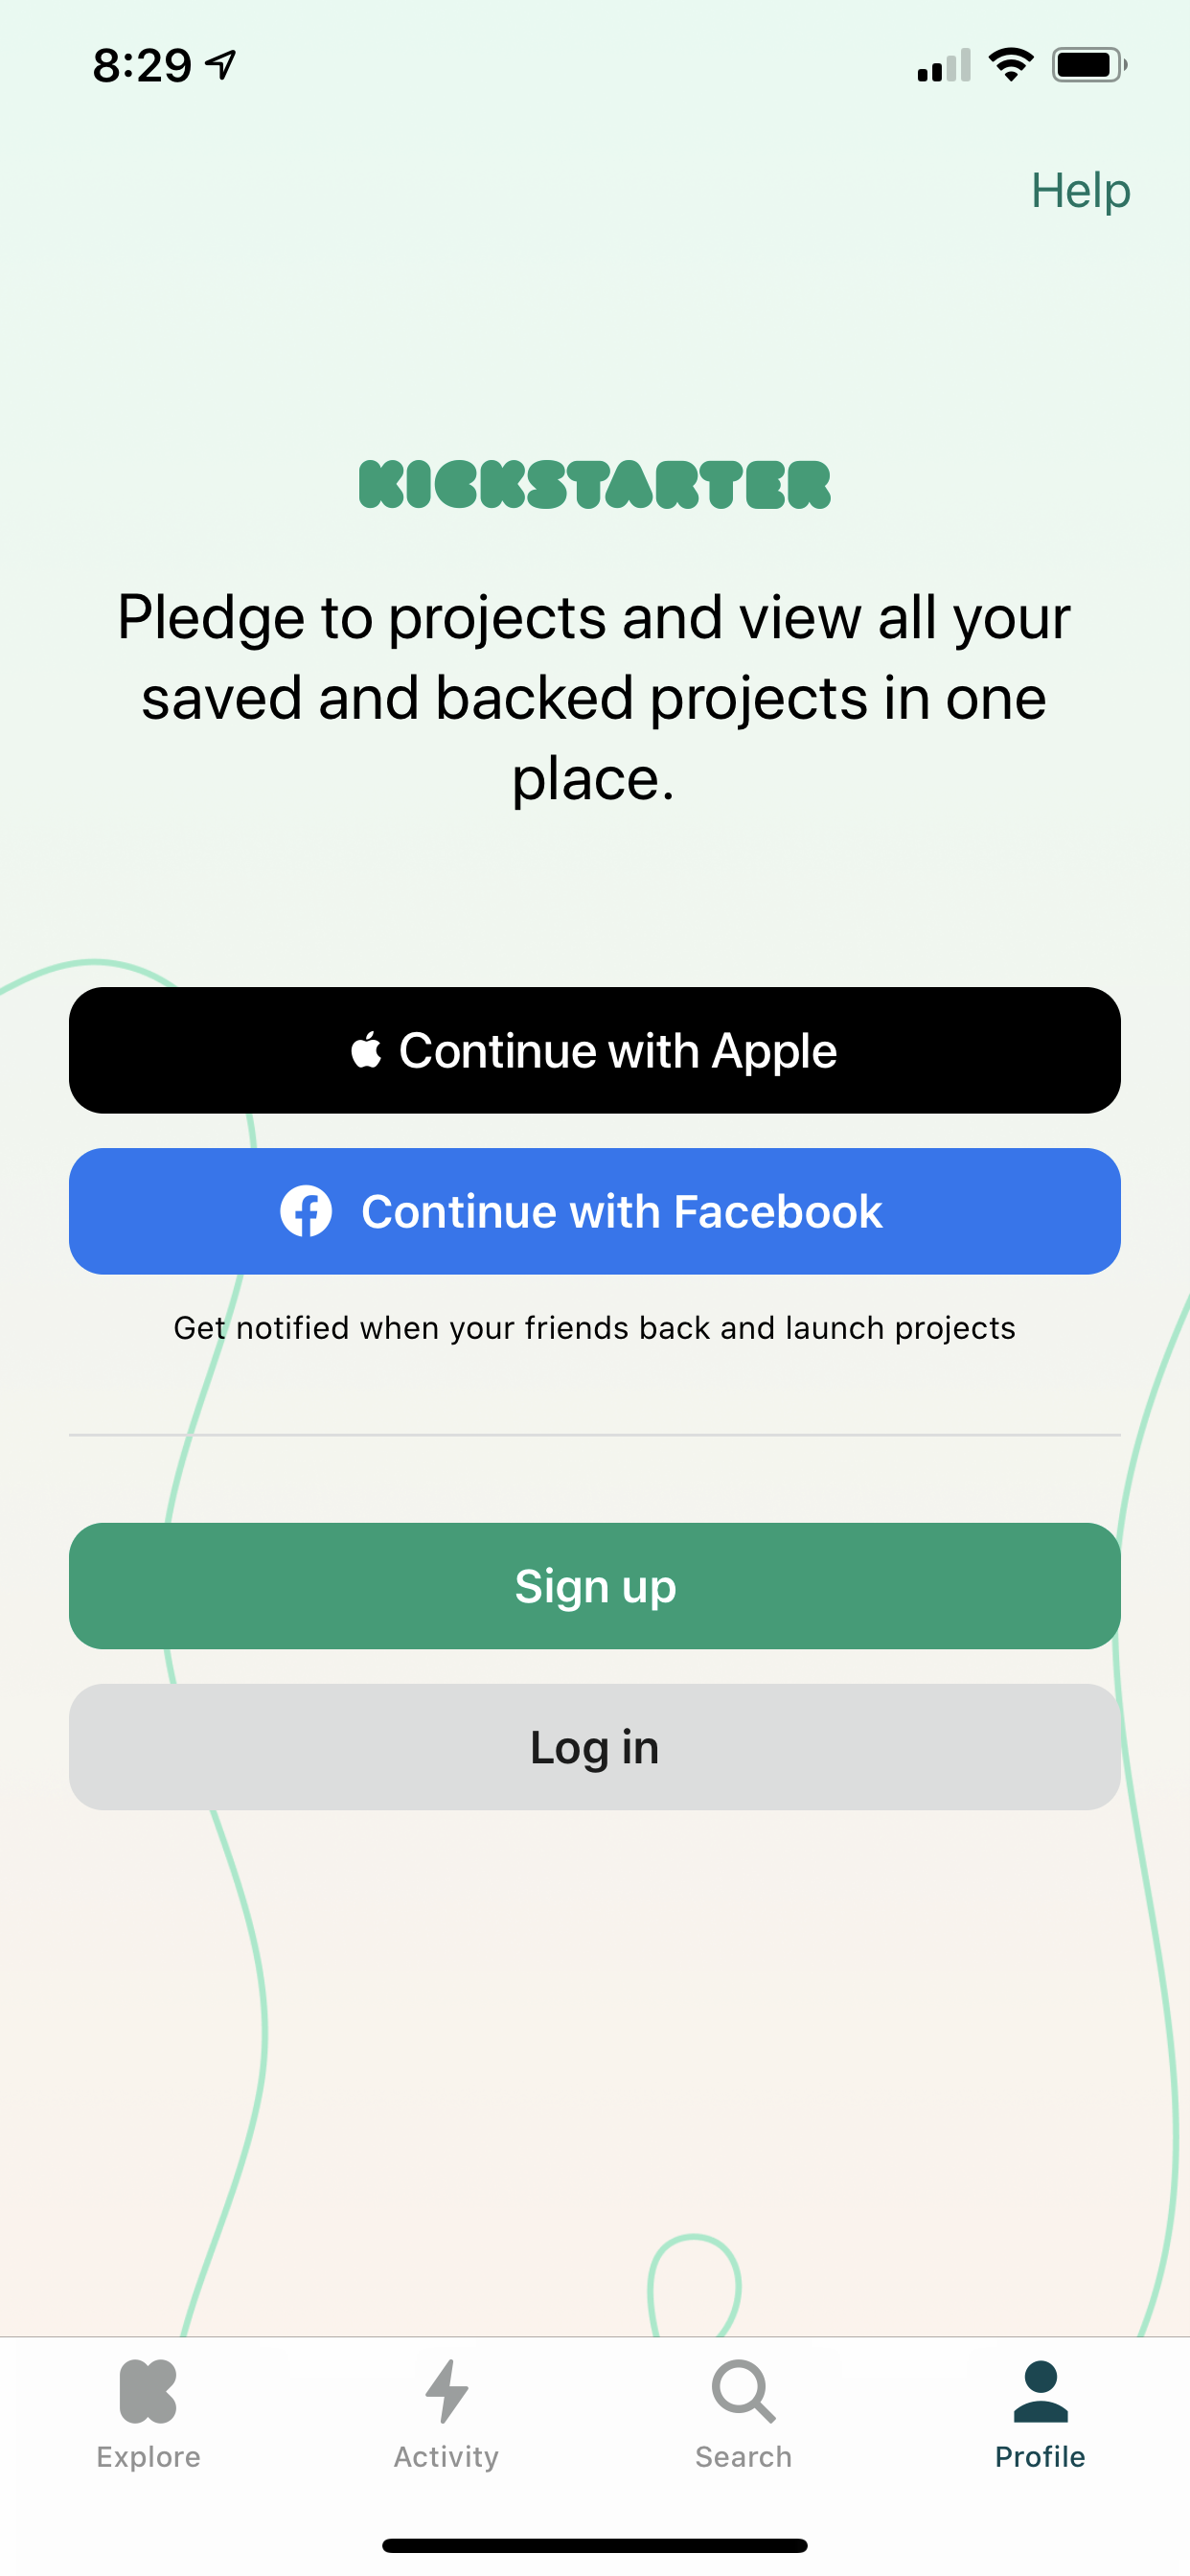 8:29
Help
KICKSTARTER
Pledge to projects and view all your
saved and backed projects in one
place.
Continue with Apple
Continue with Facebook
Get notified when your friends back and launch projects
Sign up
Log in
Explore
Activity
Search
Profile